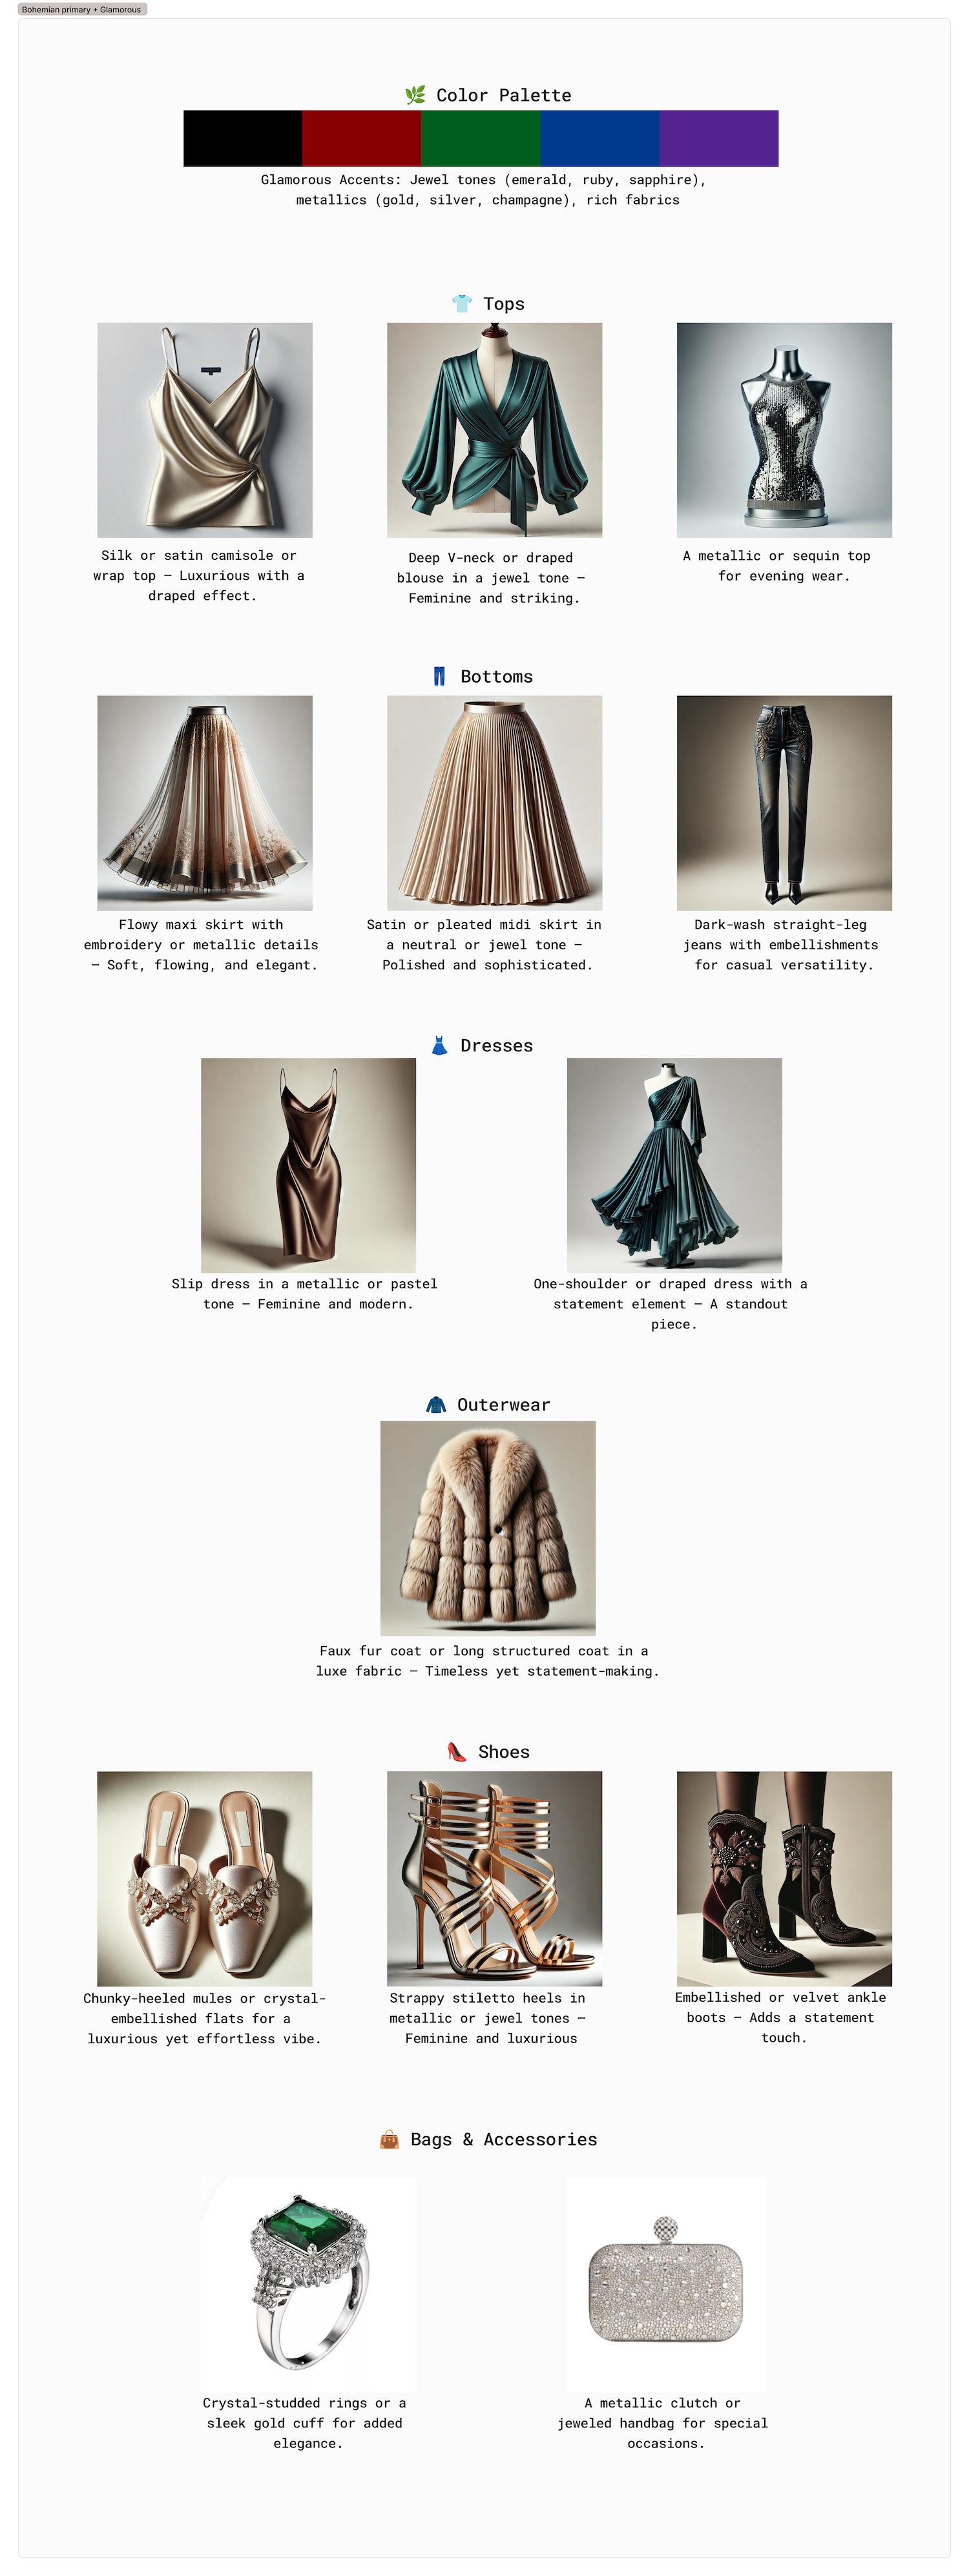 Bohemian primary + Glamorous
🌿 Color Palette
Glamorous Accents: Jewel tones (emerald, ruby, sapphire),
metallics (gold, silver, champagne), rich fabrics
👕 Tops
Silk or satin camisole or
wrap top – Luxurious with a
draped effect.
Deep V-neck or draped
blouse in a jewel tone –
Feminine and striking.
A metallic or sequin top
for evening wear.
👖 Bottoms
Flowy maxi skirt with
embroidery or metallic details
– Soft, flowing, and elegant.
Satin or pleated midi skirt in
a neutral or jewel tone –
Polished and sophisticated.
Dark-wash straight-leg
jeans with embellishments
for casual versatility.
👗 Dresses
Slip dress in a metallic or pastel
tone – Feminine and modern.
One-shoulder or draped dress with a
statement element – A standout
piece.
🧥 Outerwear
Faux fur coat or long structured coat in a
luxe fabric – Timeless yet statement-making.
👠 Shoes
Chunky-heeled mules or crystal-
embellished flats for a
luxurious yet effortless vibe.
Strappy stiletto heels in
metallic or jewel tones –
Feminine and luxurious
Embellished or velvet ankle
boots – Adds a statement
touch.
👜 Bags & Accessories
Crystal-studded rings or a
sleek gold cuff for added
elegance.
A metallic clutch or
jeweled handbag for special
occasions.